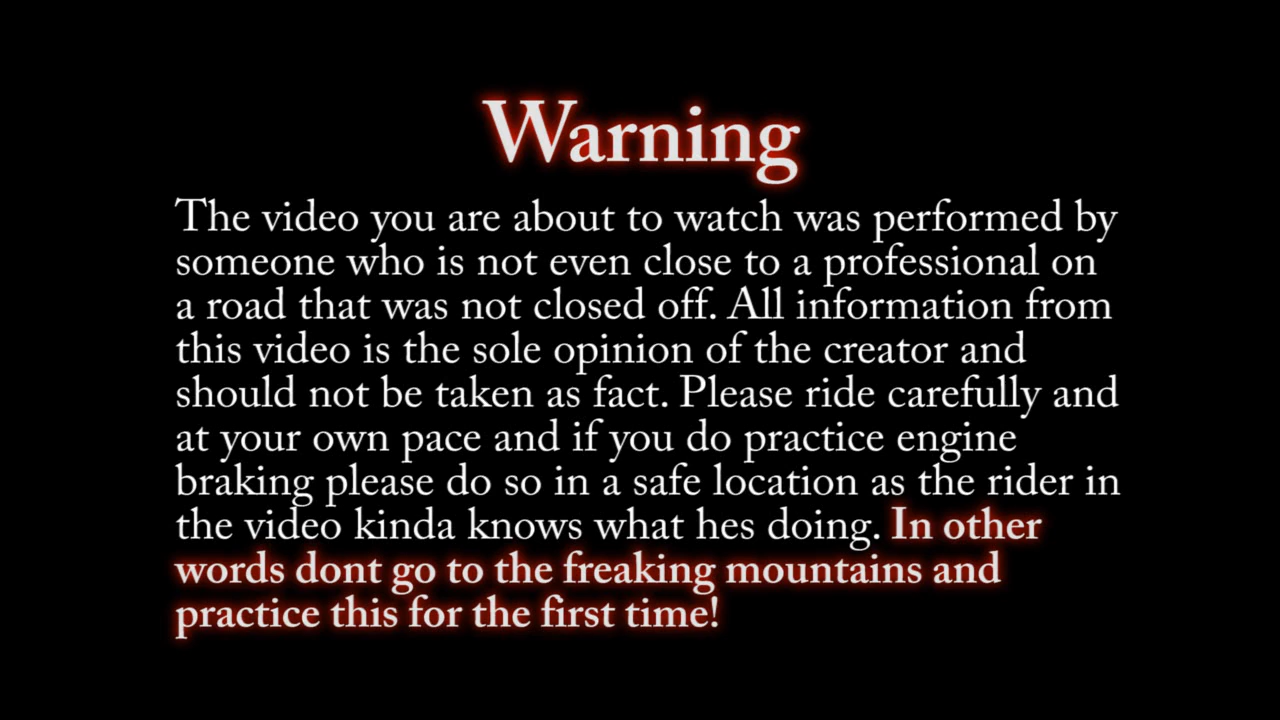 Warning
The video you are about to watch was performed by
someone who is not even close to a professional on
a road that was not closed off. All information from
this video is the sole opinion of the creator and
should not be taken as fact. Please ride carefully and
at your own pace and if you do practice engine
braking please do so in a safe location as the rider in
the video kinda knows what hes doing. In other
words dont go to the freaking mountains and
practice this for the first time!